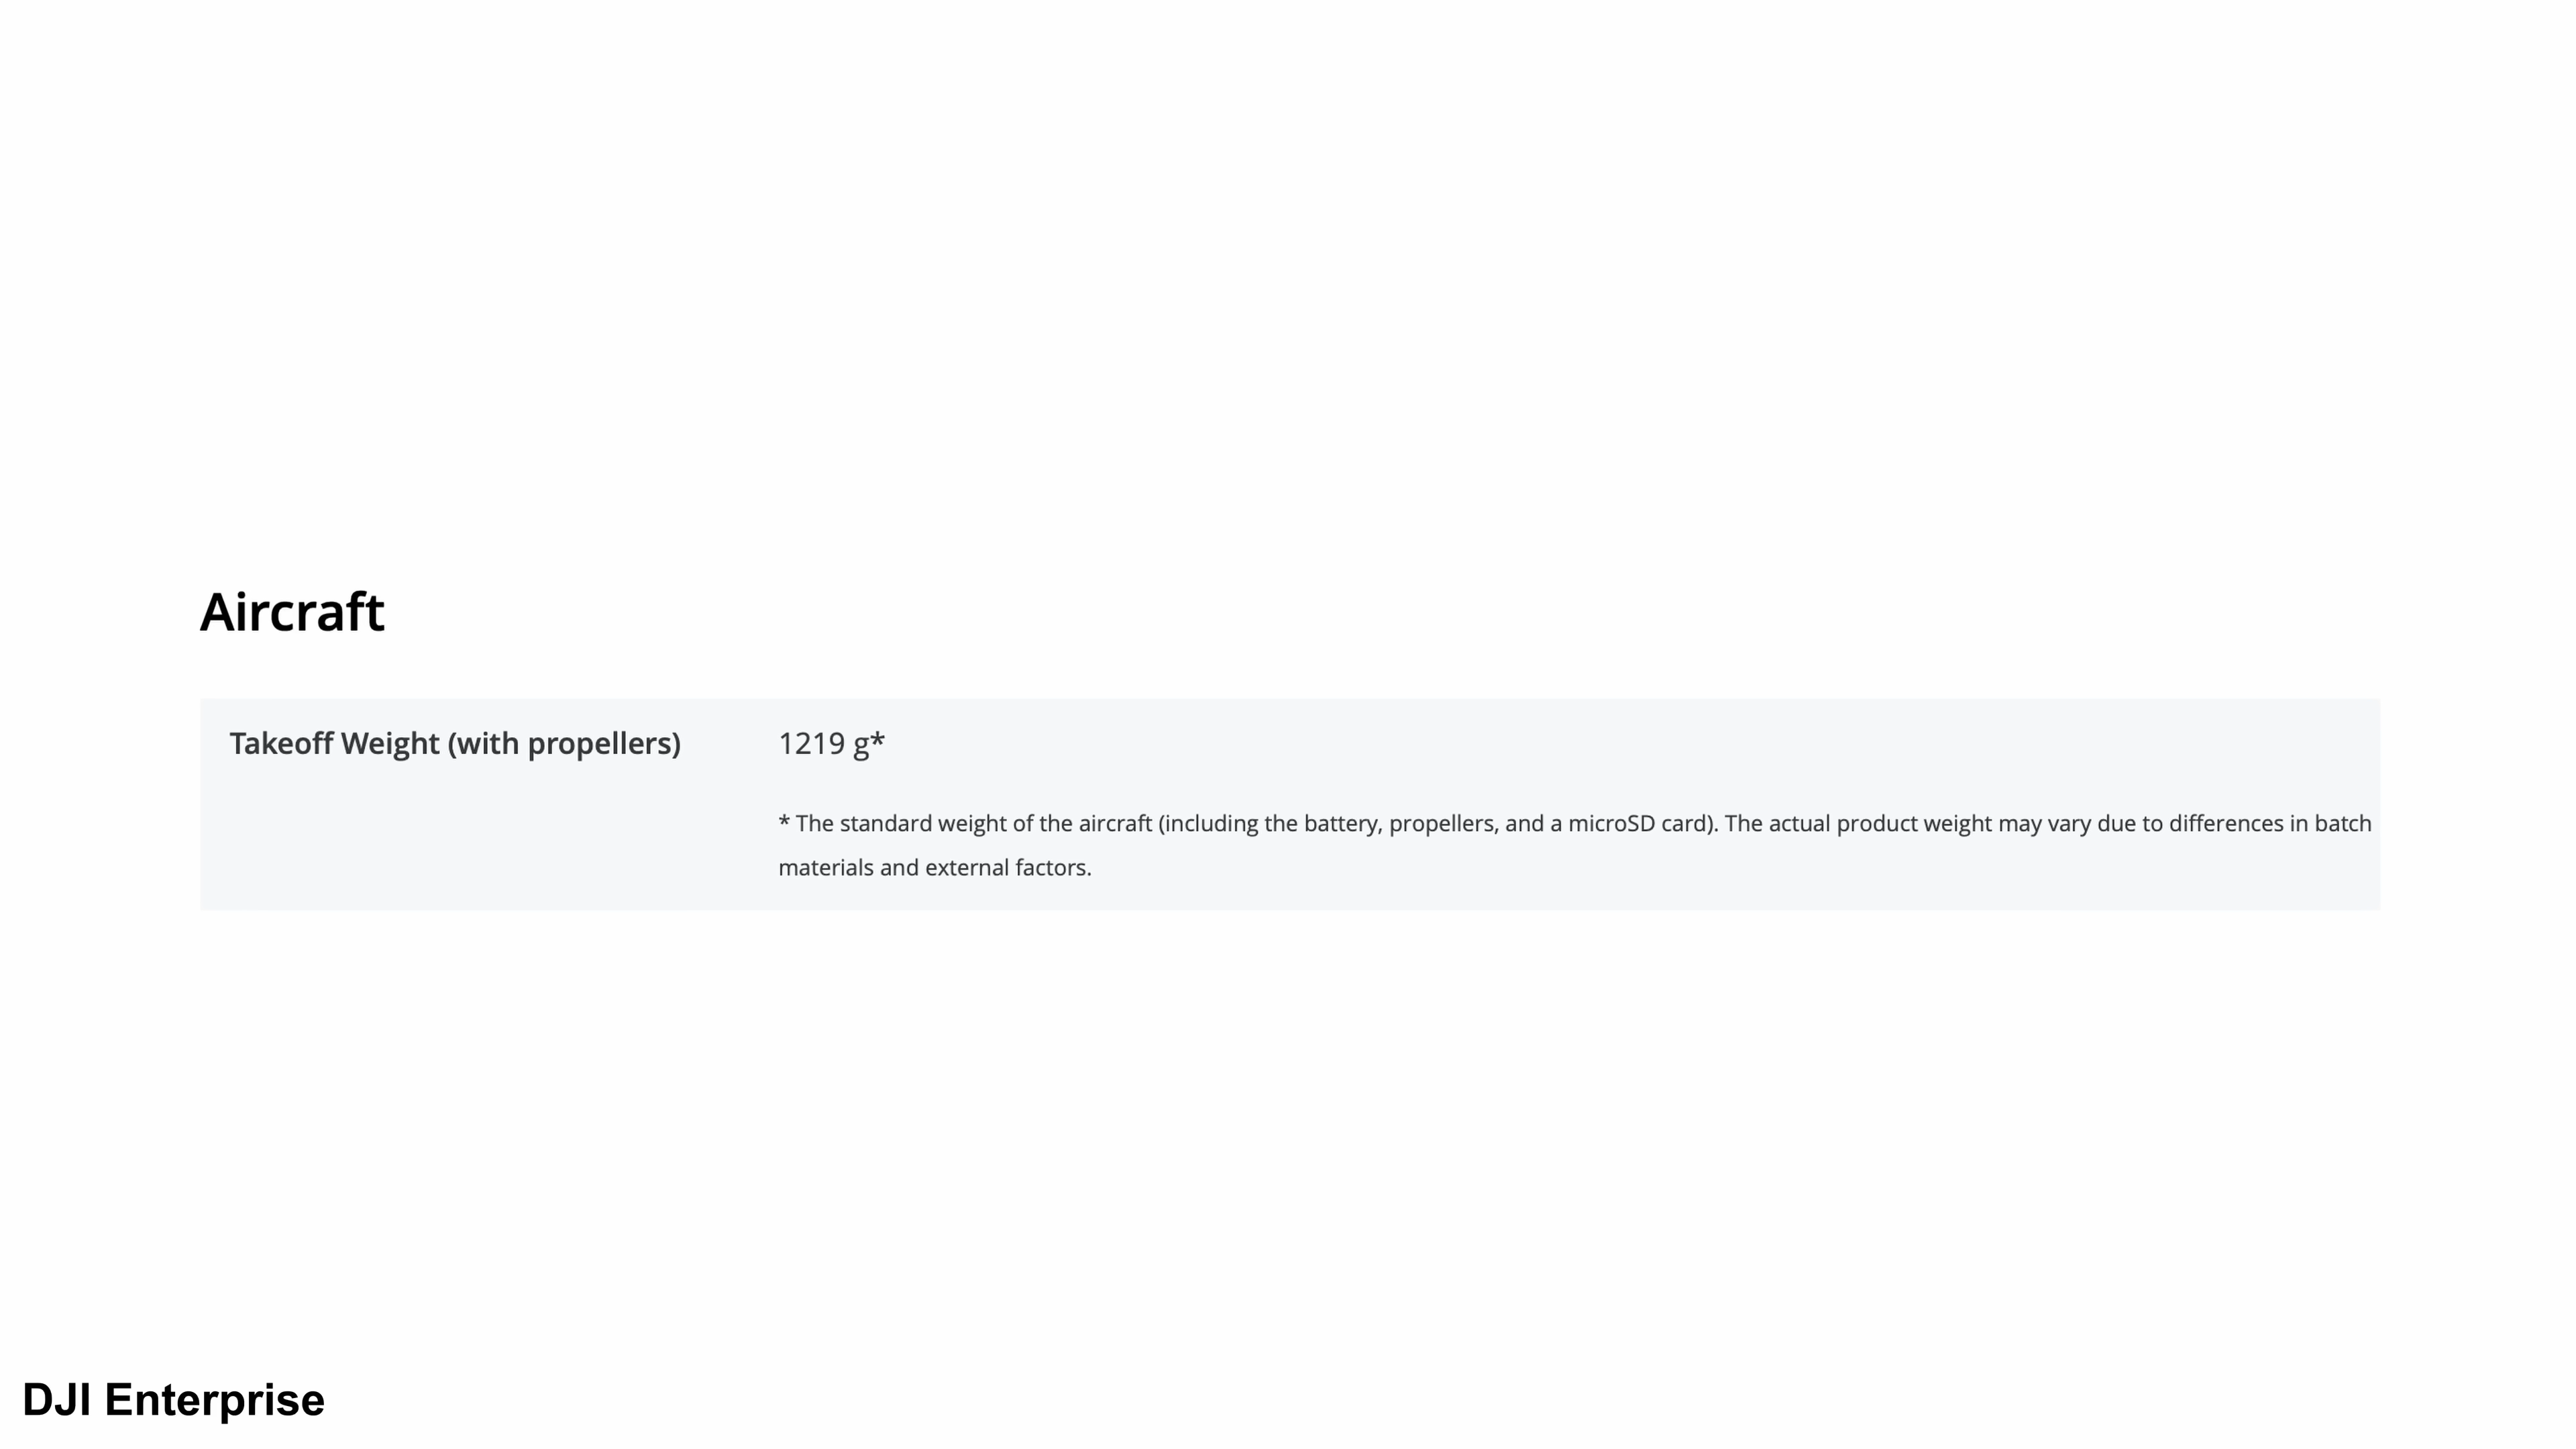 Aircraft
Takeoff Weight (with propellers) 1219 g*
* The standard weight of the aircraft (including the battery, propellers, and a microSD card). The actual product weight may vary due to differences in batch
materials and external factors.
DJI Enterprise